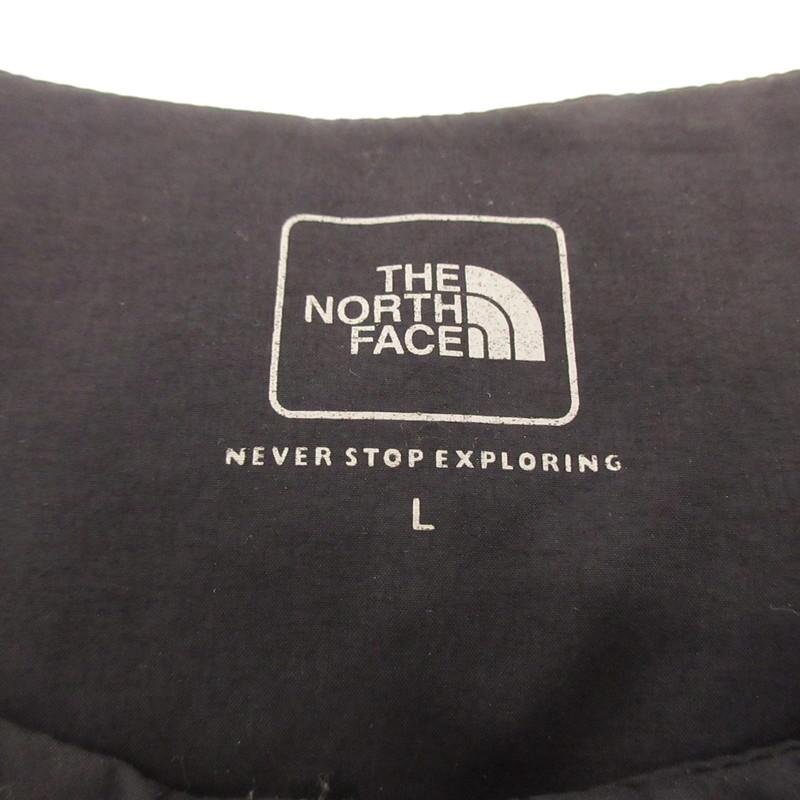 THE
NORTH
FACE
NEVER STOP EXPLORING
L